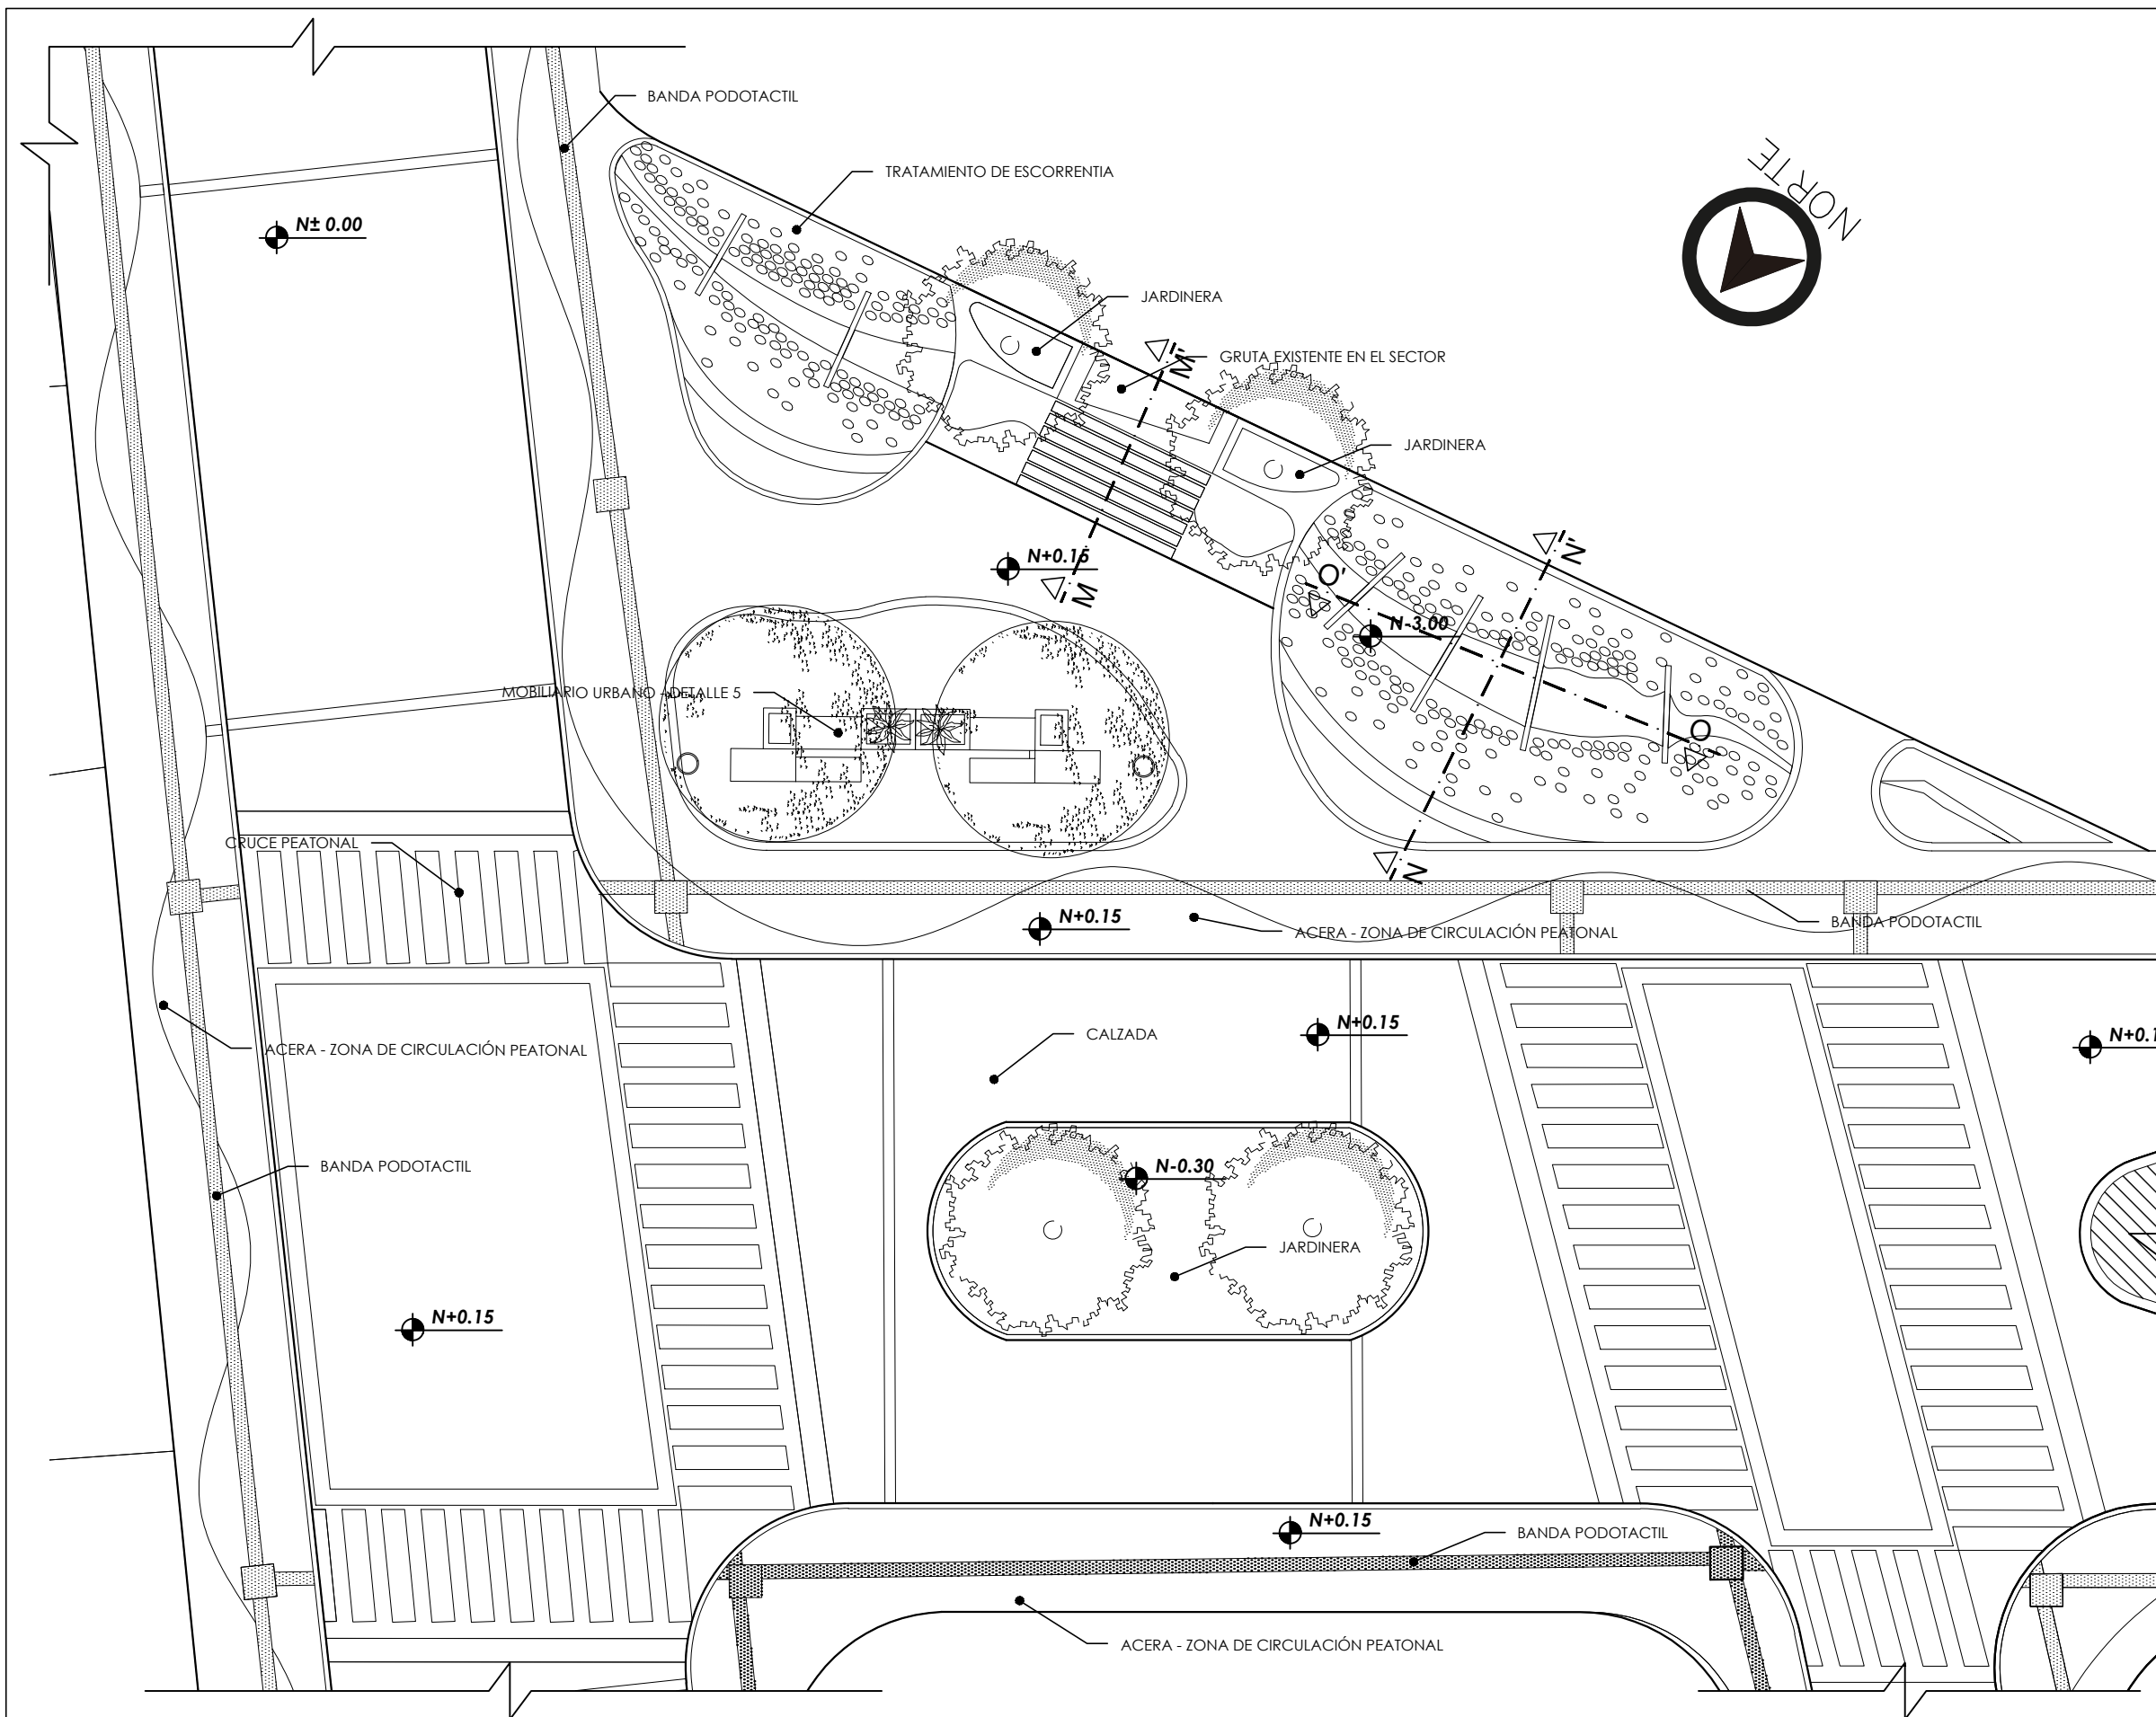 BANDA PODOTACTIL
TRATAMIENTO DE ESCORRENTIA
NORTE
N± 0.00
JARDINERA
M'
GRUTA EXISTENTE EN EL SECTOR
JARDINERA
N'
N+0.15
O'
M
N-3.00
MOBILIARIO URBANO - DETALLE 5
O
CRUCE PEATONAL
N
N+0.15
ACERA - ZONA DE CIRCULACIÓN PEATONAL
BANDA PODOTACTIL
N+0.15
CALZADA
N+0.1
ACERA - ZONA DE CIRCULACIÓN PEATONAL
BANDA PODOTACTIL
N-0.30
JARDINERA
N+0.15
N+0.15
BANDA PODOTACTIL
ACERA - ZONA DE CIRCULACIÓN PEATONAL